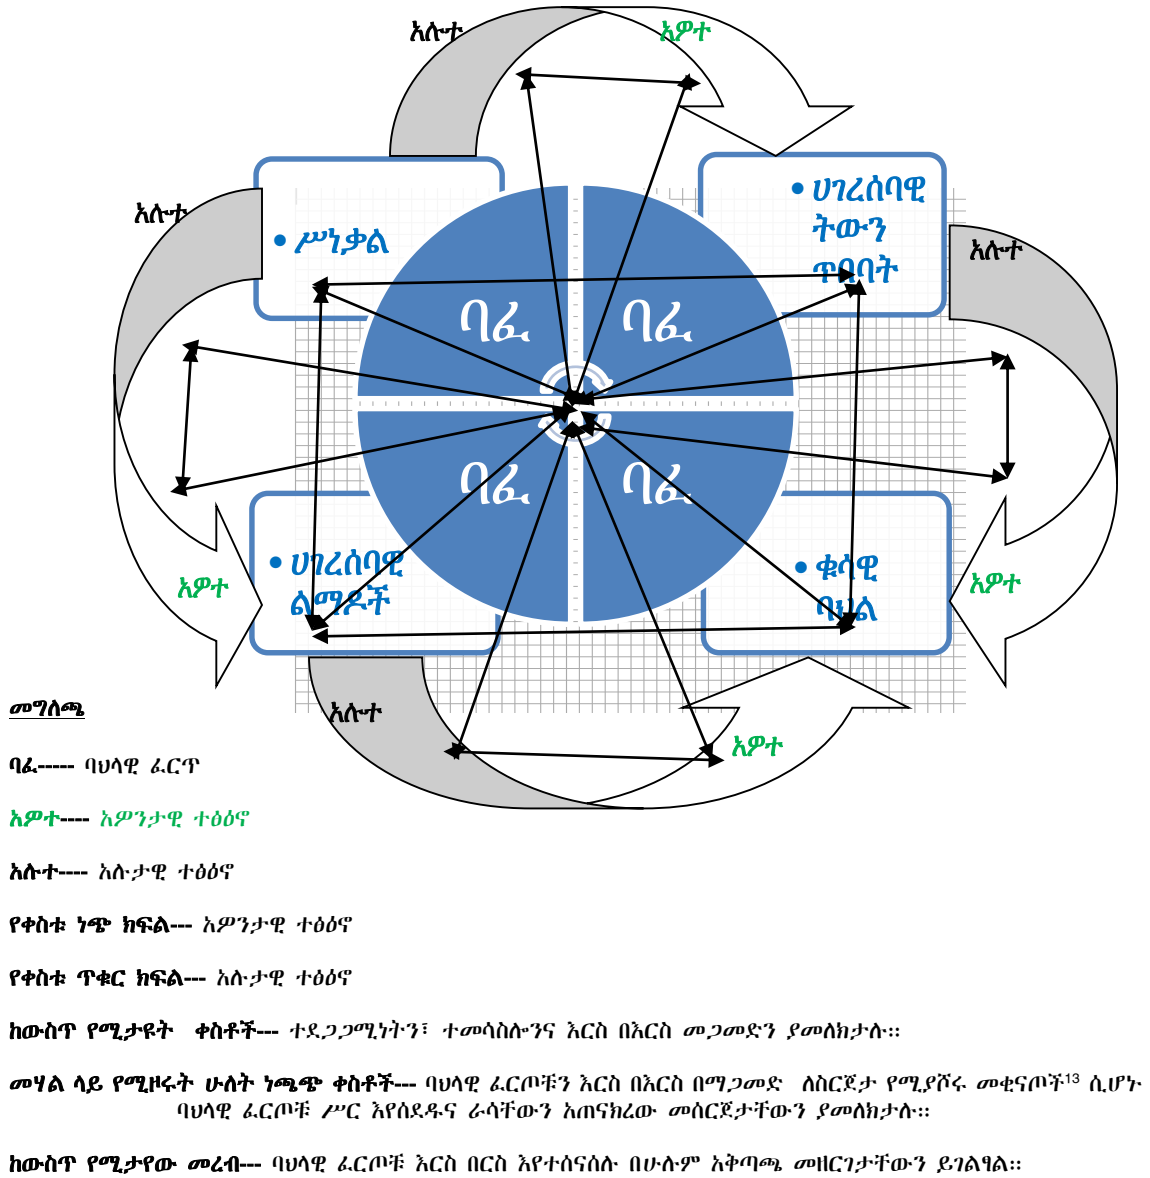 አሉተ
አዎተ
አሉተ
• ሥነቃል
• ሀገረሰባዊ
ትውን
ጥበባት
አሉተ
ባፈ
ባፈ
ባፈ
ባፈ
አዎተ
• ሀገረሰባዊ
ልማዶች
• ቁሳዊ
ባህል
አዎተ
አሉተ
አዎተ
መግለጫ
ባፈ----- ባህላዊ ፈርጥ
አዎተ---- አዎንታዊ ተፅዕኖ
አሉተ---- አሉታዊ ተፅዕኖ
የቀስቱ ነጭ ክፍል--- አዎንታዊ ተፅዕኖ
የቀስቱ ጥቁር ክፍል--- አሉታዊ ተፅዕኖ
ከውስጥ የሚታዩት ቀስቶች--- ተደጋጋሚነትን፣ ተመሳስሎንና እርስ በእርስ መጋመድን ያመለክታሉ።
መሃል ላይ የሚዞሩት ሁለት ነጫጭ ቀስቶች--- ባህላዊ ፈርጦቹን እርስ በእርስ በማጋመድ ለስርጀታ የሚያሾሩ መቂናጦች¹³ ሲሆኑ
ባህላዊ ፈርጦቹ ሥር እየሰደዱና ራሳቸውን አጠናክረው መሰርጀታቸውን ያመለክታሉ።
ከውስጥ የሚታየው መረብ--- ባህላዊ ፈርጦቹ እርስ በርስ እየተሰናሰሉ በሁሉም አቅጣጫ መዘርገታቸውን ይገልፃል።